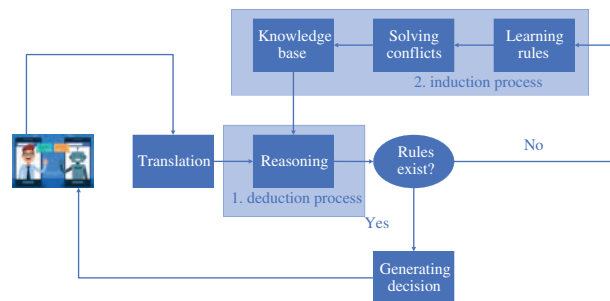 Knowledge
base
Solving
conflicts
Learning
rules
2. induction process
Translation
Reasoning
Rules
exist?
No
1. deduction process
Yes
Generating
decision